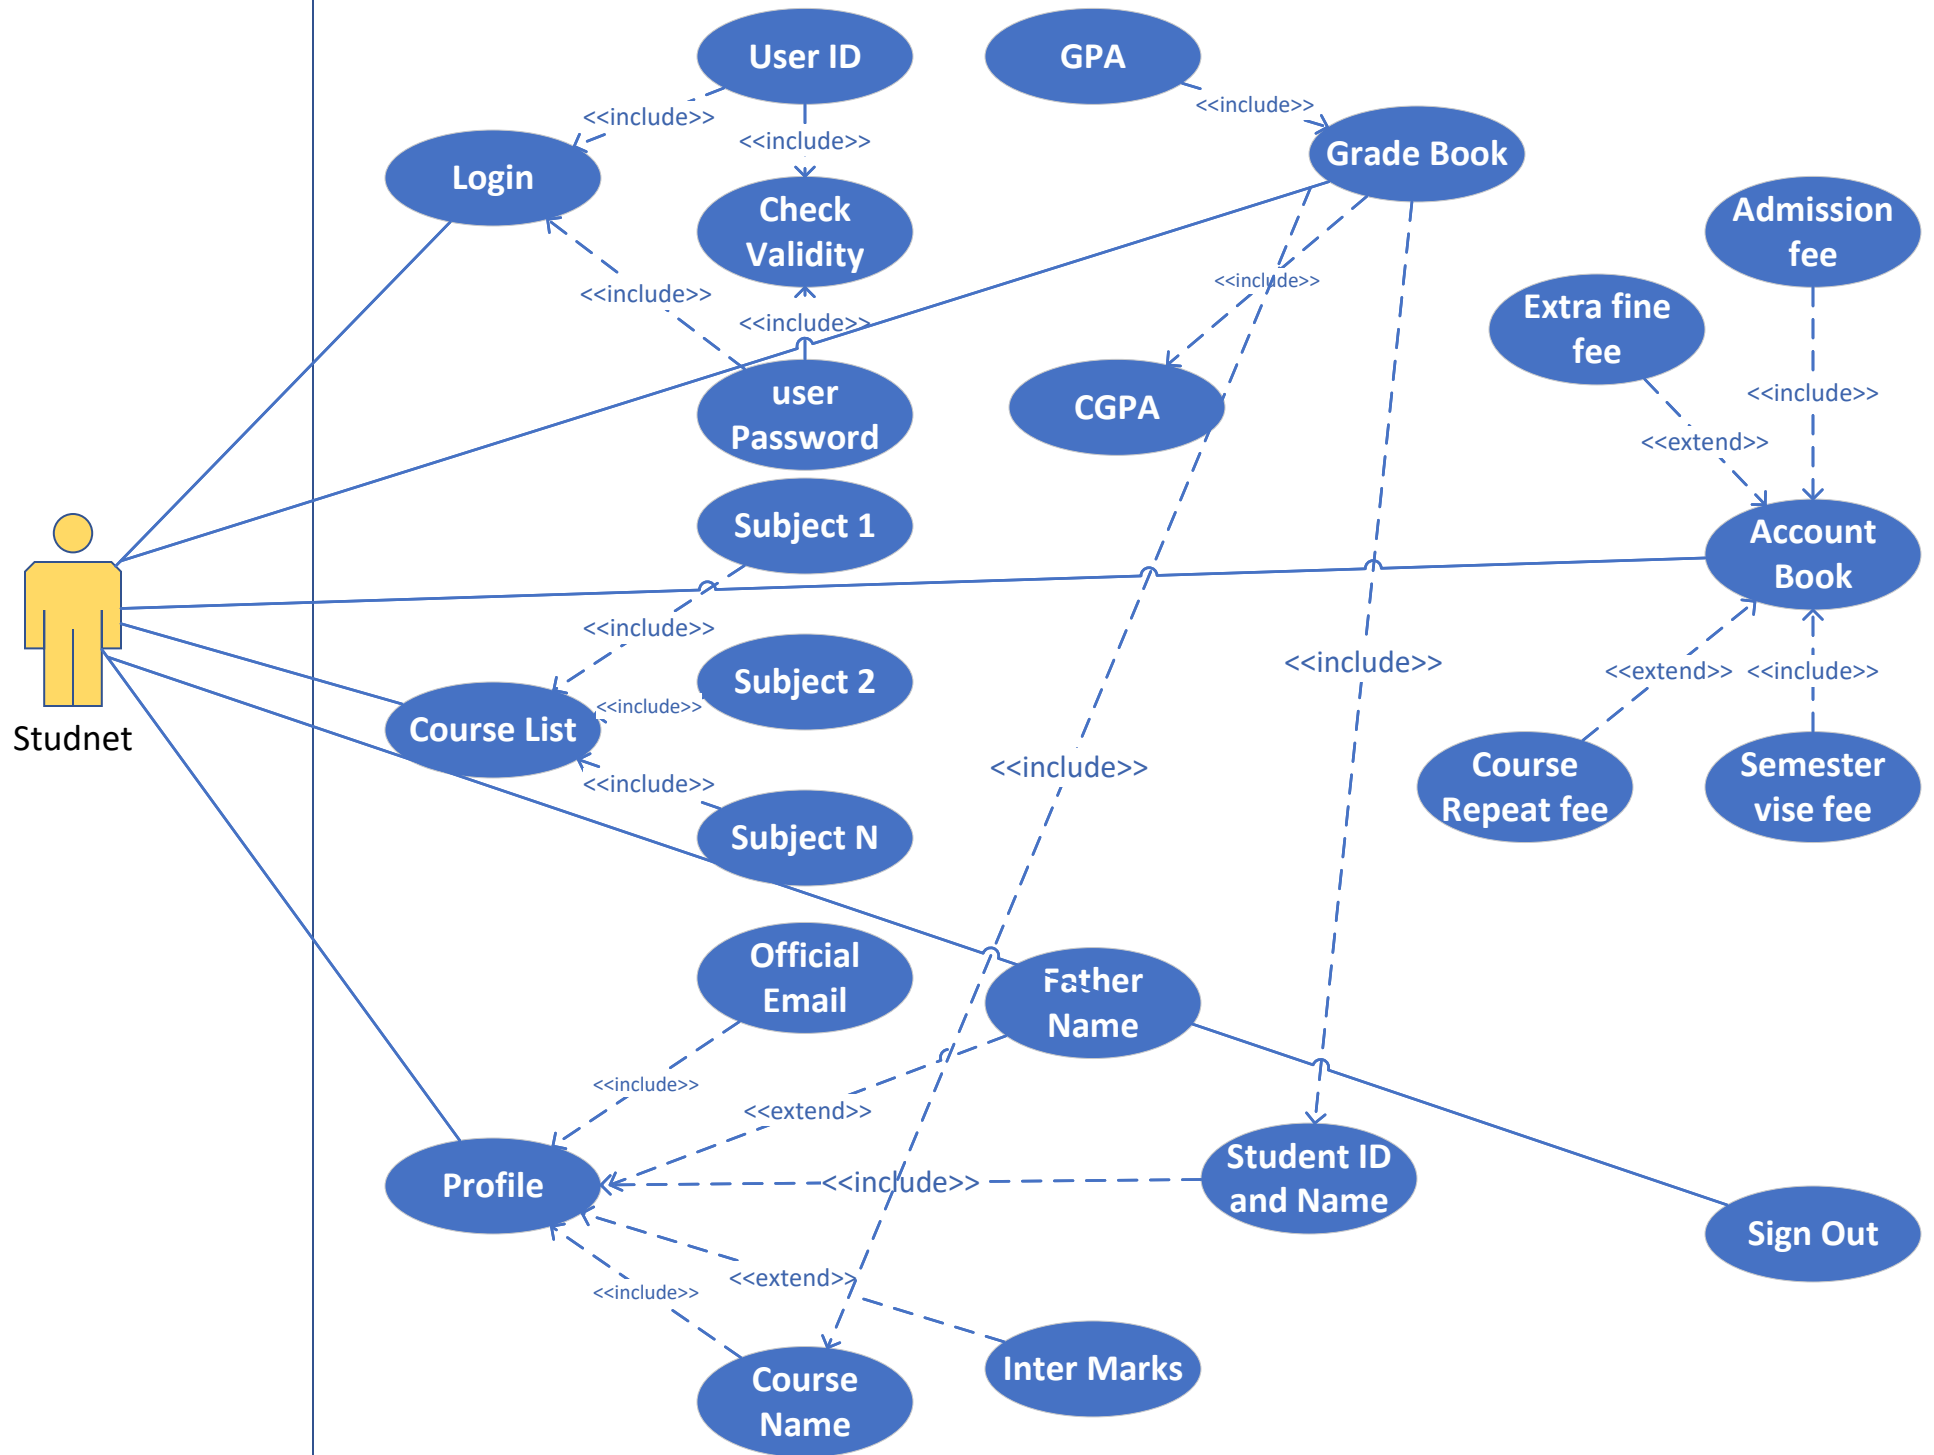 User ID
GPA
<<include>>
<<include>>
<<include>>
Login
Grade Book
Check
Validity
Admission
fee
<<include>>
<<include>>
<<include>>
Extra fine
fee
user
Password
CGPA
<<include>>
<<extend>>
Subject 1
Account
Book
<<include>>
Subject 2
<<include>>
<<include>>
<<extend>>
<<include>>
Studnet
Course List
<<include>>
<<include>>
Subject N
Course
Repeat fee
Semester
vise fee
Official
Email
Father
Name
<<include>>
<<extend>>
Profile
<<include>>
Student ID
and Name
Sign Out
<<extend>>
<<include>>
Course
Name
Inter Marks